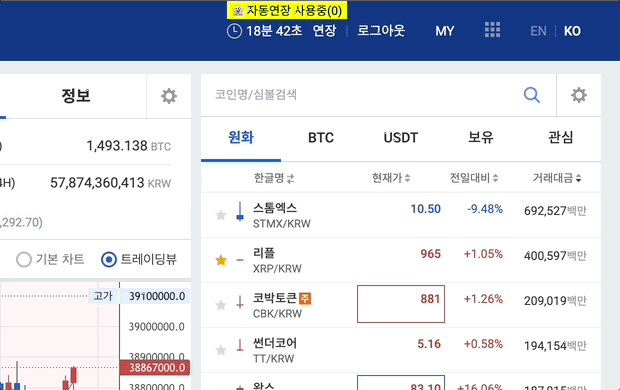 자동연장 사용중(0)
18분 42초 연장 로그아웃 MY EN KO
정보
1,493.138 BTC
4H) 57,874,360,413 KRW
,292.70)
기본 차트 트레이딩뷰
고가 39100000.0
39000000.0
38900000.0
38867000.0
38800000.0
코인명/심볼검색
원화 BTC USDT 보유 관심
한글명 현재가 전일대비 거래대금
스톰엑스 10.50 -9.48% 692,527백만
STMX/KRW
리플 965 +1.05% 400,597백만
XRP/KRW
코박토큰 주 881 +1.26% 209,019백만
CBK/KRW
썬더코어 5.16 +0.58% 194,154백만
TT/KRW
왁스 83.10 +16.06% 187,015백만